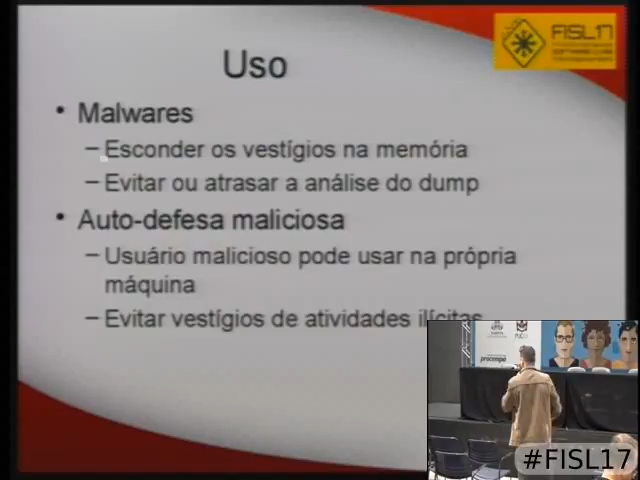 Uso
FISL17
• Malwares
– Esconder os vestígios na memória
– Evitar ou atrasar a análise do dump
• Auto-defesa maliciosa
– Usuário malicioso pode usar na própria
máquina
– Evitar vestígios de atividades ilícitas
procempa
#FISL17